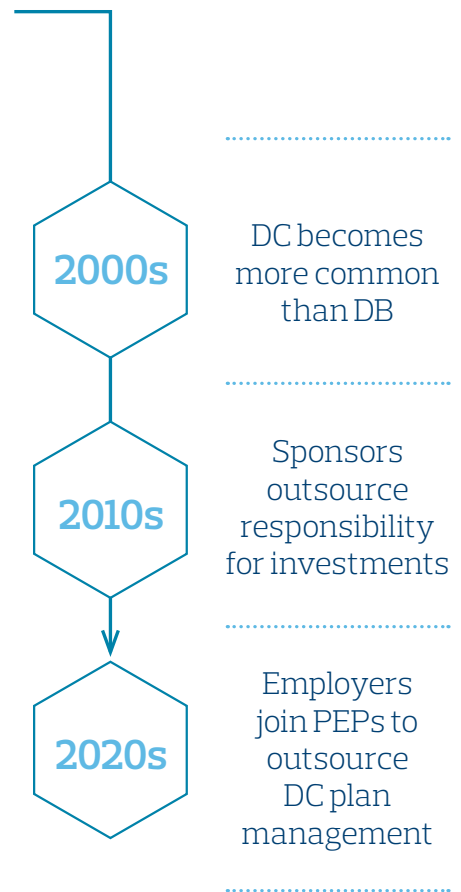 2000s
DC becomes
more common
than DB
2010s
Sponsors
outsource
responsibility
for investments
2020s
Employers
join PEPs to
outsource
DC plan
management